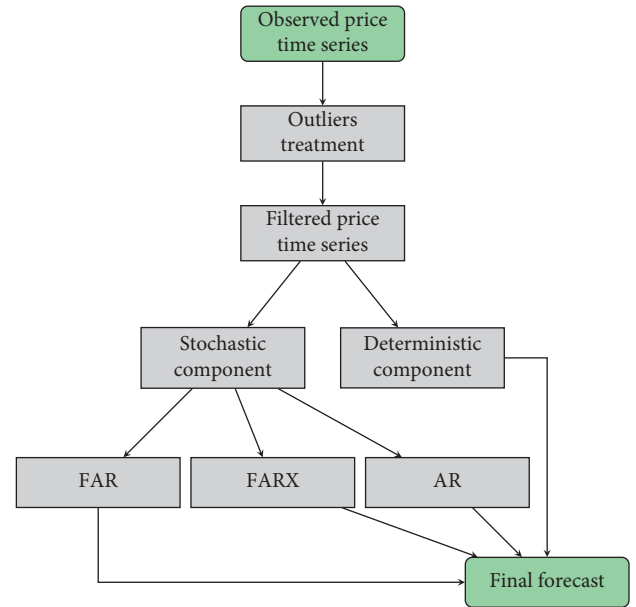 Observed price
time series
Outliers
treatment
Filtered price
time series
Stochastic
component
Deterministic
component
FAR
FARX
AR
Final forecast